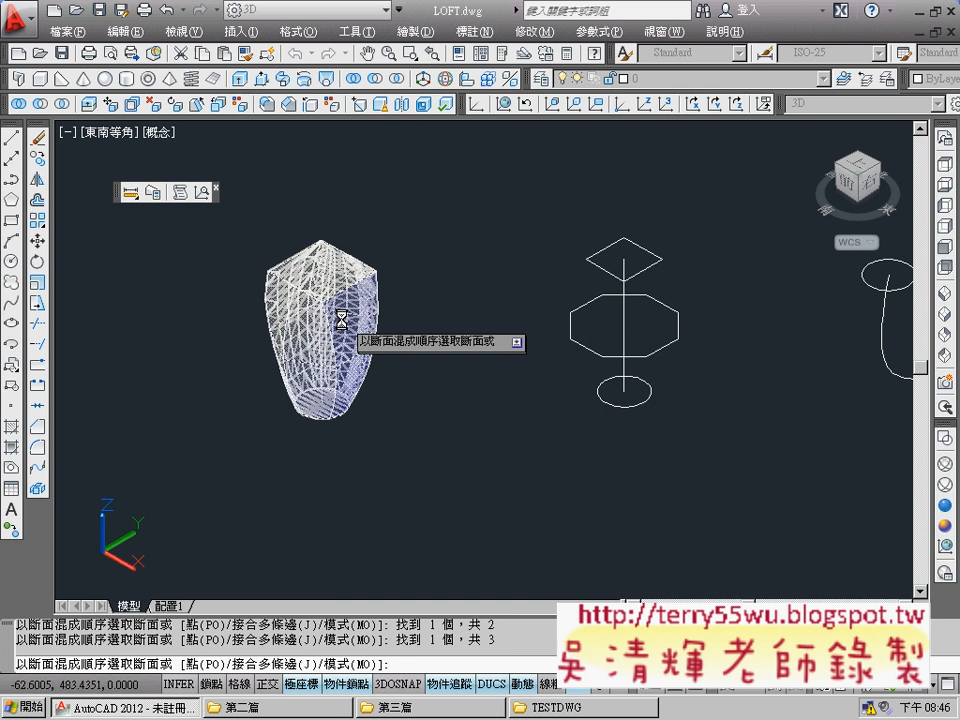 3D
LOFT.dwg
鍵入關鍵字或詞組
登入
檔案(F)
編輯(E)
檢視(V)
插入(I)
格式(O)
工具(T)
繪製(D)
標註(N)
修改(M)
參數式(P)
視窗(W)
說明(H)
Standard
ISO-25
Standard
0
ByLaye
3D
[-][東南等角][概念]
上
前
右
南
東
WCS
以斷面混成順序選取斷面或
Z
Y
X
模型
配置1
以斷面混成順序選取斷面或 [點(PO)/接合多條邊(J)/模式(MO)]: 找到 1 個，共 2
以斷面混成順序選取斷面或 [點(PO)/接合多條邊(J)/模式(MO)]: 找到 1 個，共 3
以斷面混成順序選取斷面或 [點(PO)/接合多條邊(J)/模式(MO)]:
http://terry55wu.blogspot.tw
吳清輝老師錄製
-62.6005, 483.4351, 0.0000
INFER
鎖點
格線
正交
極座標
物件鎖點
3DOSNAP
物件追蹤
DUCS
動態
線粗
開始
AutoCAD 2012 - 未註冊...
第二篇
第三篇
TESTDWG
下午 08:46